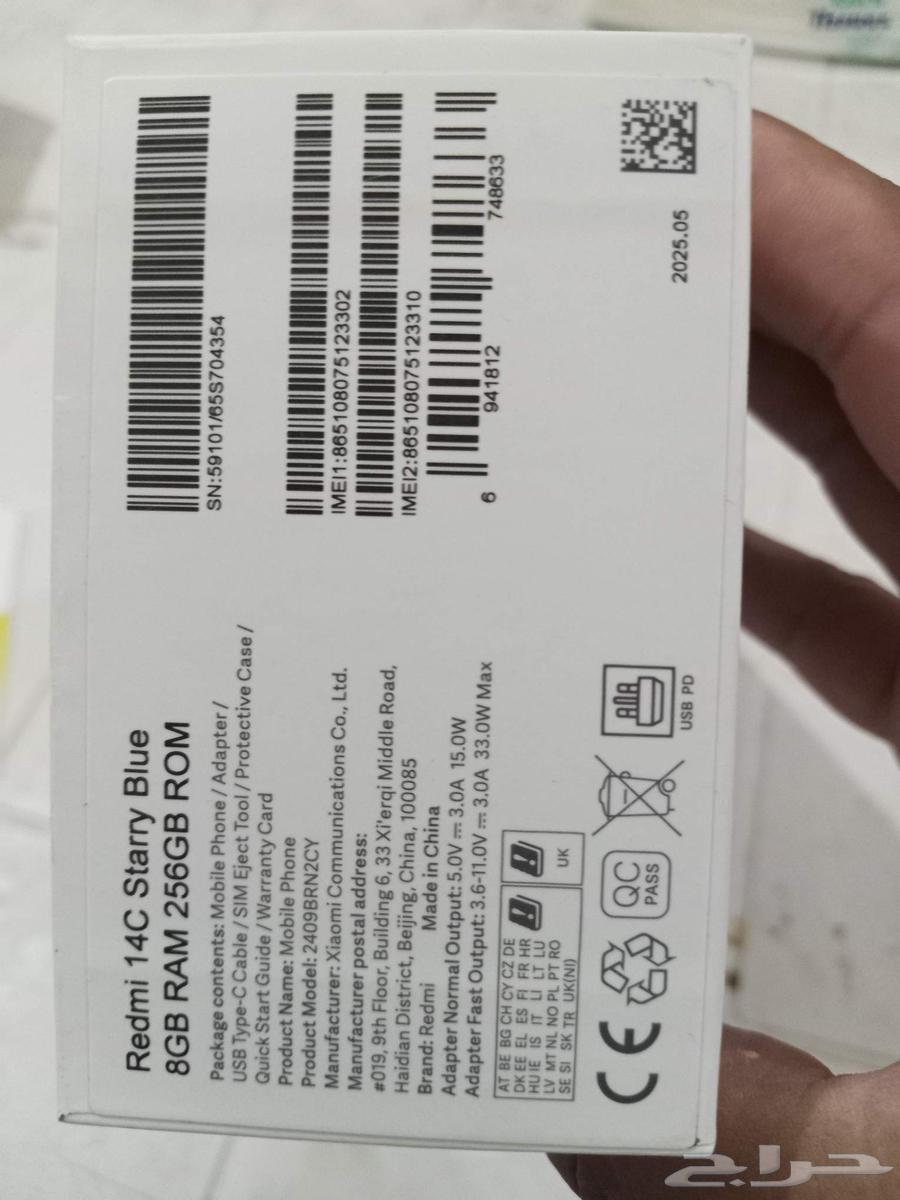 Redmi 14C Starry Blue
8GB RAM 256GB ROM
Package contents: Mobile Phone / Adapter /
USB Type-C Cable / SIM Eject Tool / Protective Case /
Quick Start Guide / Warranty Card
Product Name: Mobile Phone
Product Model: 2409BRN2CY
Manufacturer: Xiaomi Communications Co., Ltd.
Manufacturer postal address:
#019, 9th Floor, Building 6, 33 Xi'erqi Middle Road,
Haidian District, Beijing, China, 100085
Brand: Redmi Made in China
Adapter Normal Output: 5.0V ⎓ 3.0A 15.0W
Adapter Fast Output: 3.6-11.0V ⎓ 3.0A 33.0W Max
AT BE BG CH CY CZ DE
DK EE EL ES FI FR HR
HU IE IS IT LI LT LU
LV MT NL NO PL PT RO
SE SI SK TR UK(NI)
UK
CE
QC
PASS
USB PD
SN:59101/65S704354
IMEI1:865108075123302
IMEI2:865108075123310
6 941812 748633
2025.05
حراج